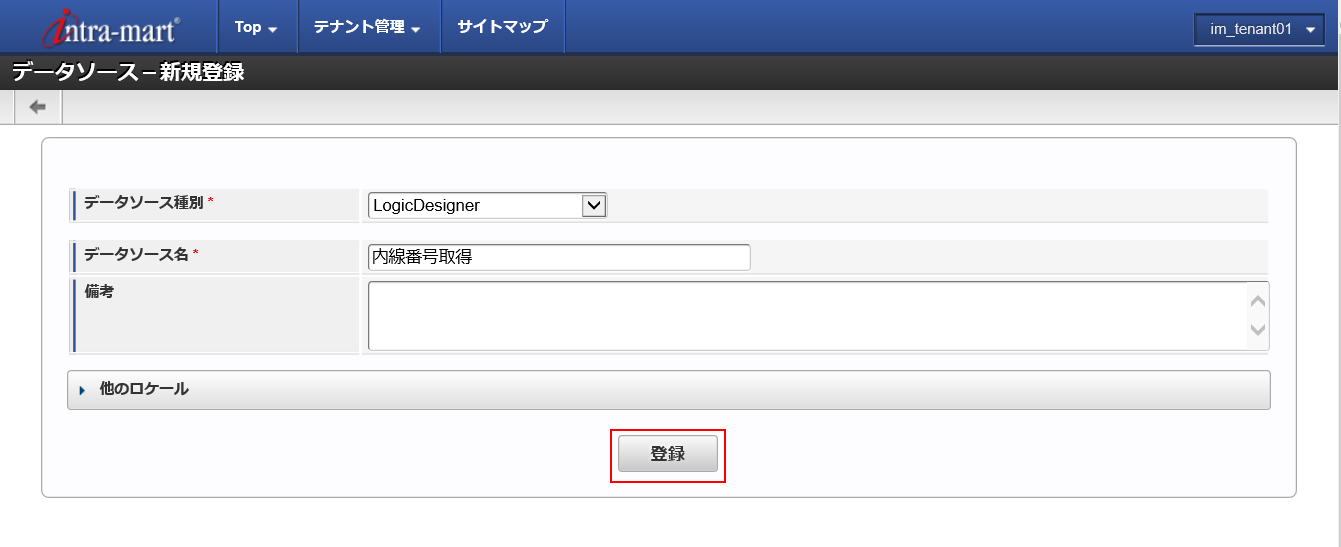 intra-mart® Top テナント管理 サイトマップ im_tenant01
データソース – 新規登録
データソース種別 * LogicDesigner
データソース名 * 内線番号取得
備考
他のロケール
登録